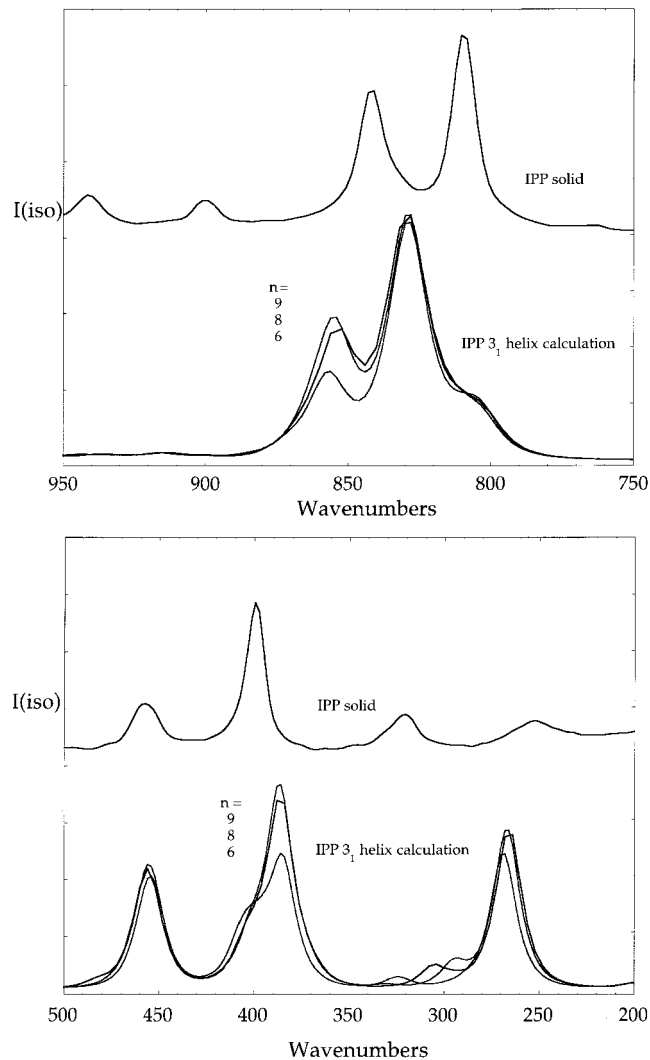 I(iso)
IPP solid
n =
9
8
6
IPP 3₁ helix calculation
950 900 850 800 750
Wavenumbers
I(iso)
IPP solid
n =
9
8
6
IPP 3₁ helix calculation
500 450 400 350 300 250 200
Wavenumbers